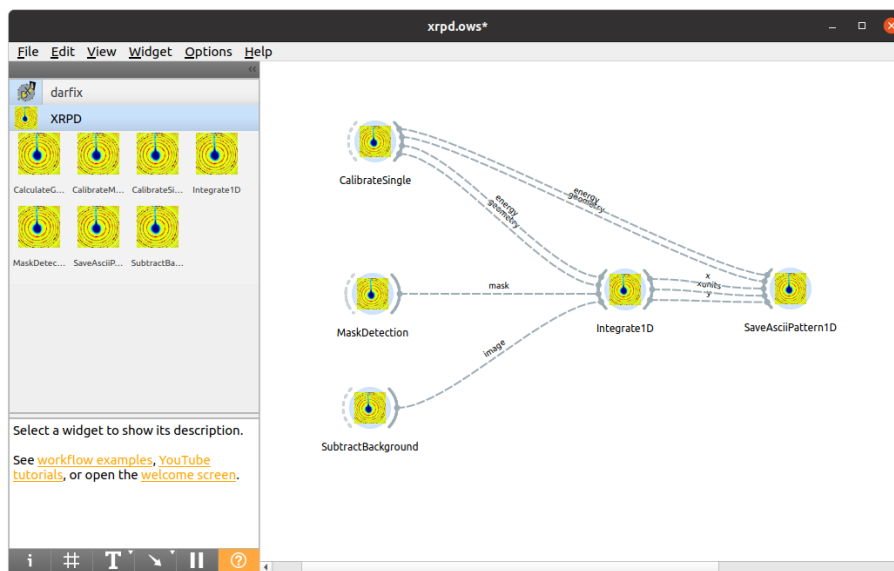 xrpd.ows*
File Edit View Widget Options Help
darfix
XRPD
CalculateG... CalibrateM... CalibrateSi... Integrate1D
MaskDetec... SaveAsciiP... SubtractBa...
CalibrateSingle
energy
geometry
energy
geometry
mask
MaskDetection
x
xunits
y
Integrate1D
SaveAsciiPattern1D
image
SubtractBackground
Select a widget to show its description.
See workflow examples, YouTube
tutorials, or open the welcome screen.
i # T ?